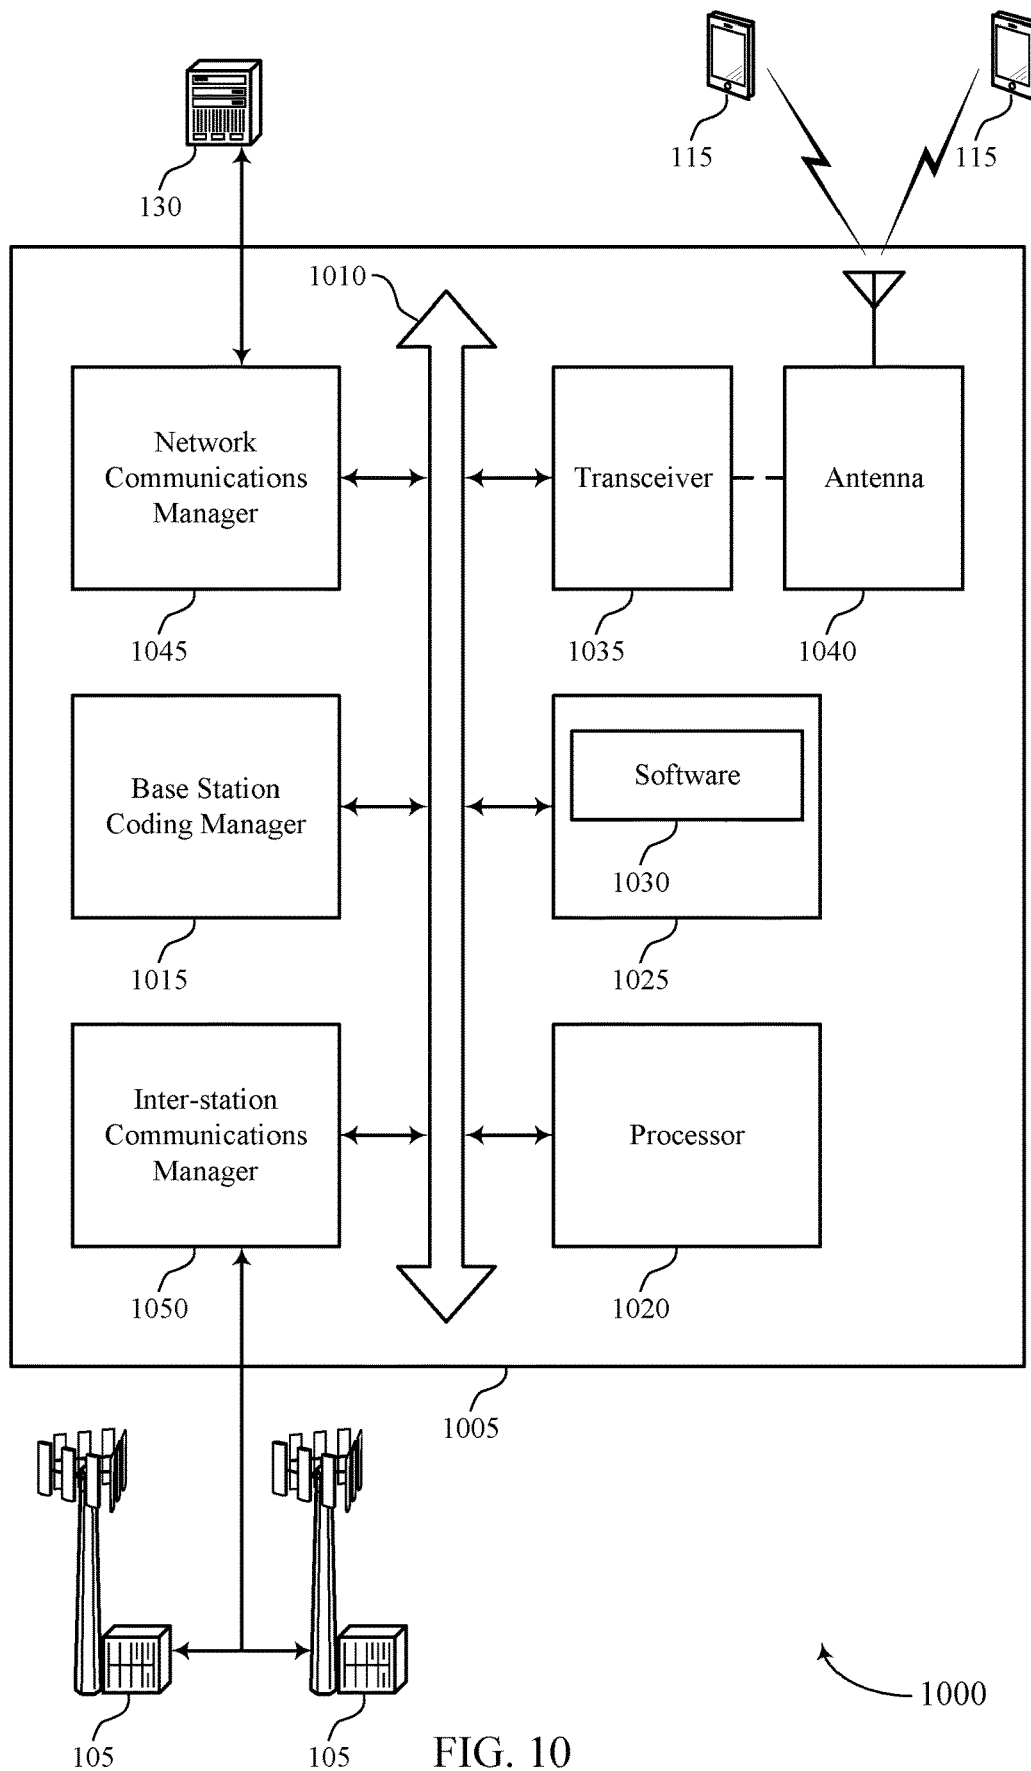 115
115
130
1010
Network
Communications
Manager
Transceiver
Antenna
1045
1035
1040
Base Station
Coding Manager
Software
1030
1015
1025
Inter-station
Communications
Manager
Processor
1050
1020
1005
1000
105
105
FIG. 10